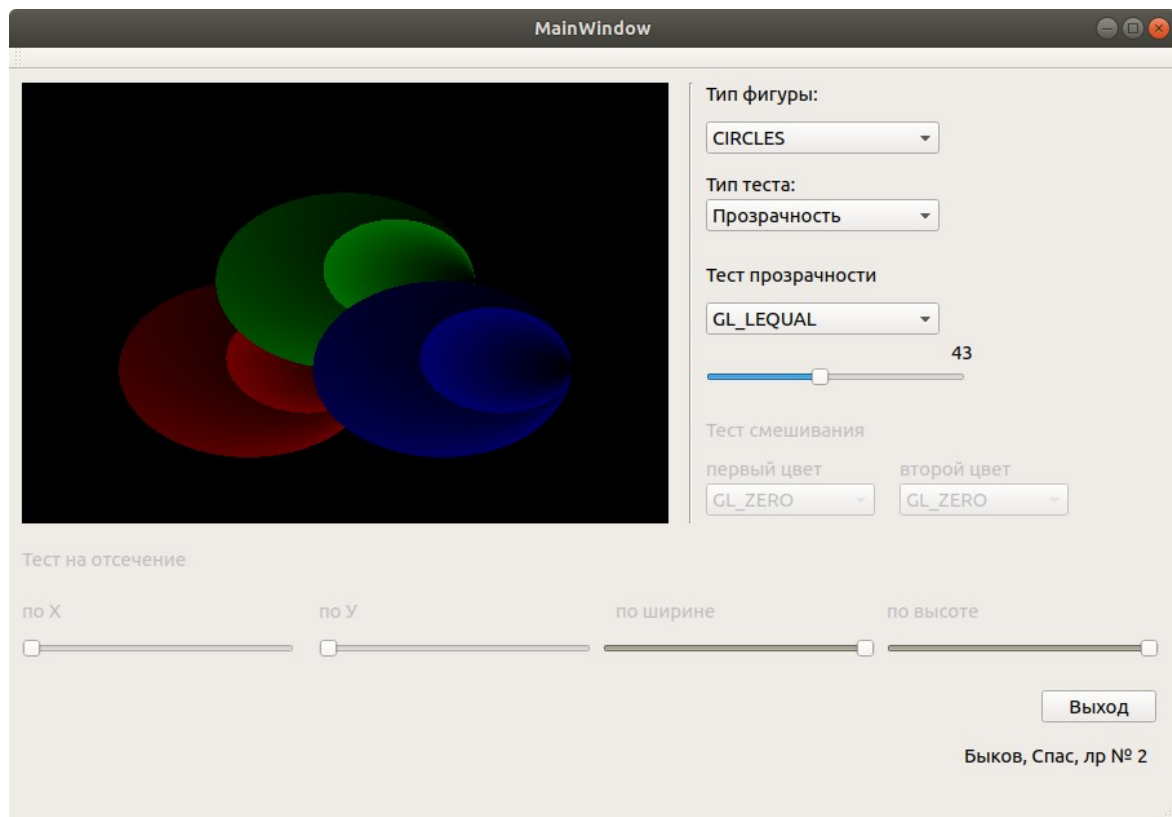 MainWindow
Тип фигуры:
CIRCLES
Тип теста:
Прозрачность
Тест прозрачности
GL_LEQUAL
43
Тест смешивания
первый цвет второй цвет
GL_ZERO GL_ZERO
Тест на отсечение
по X по У по ширине по высоте
Выход
Быков, Спас, лр № 2